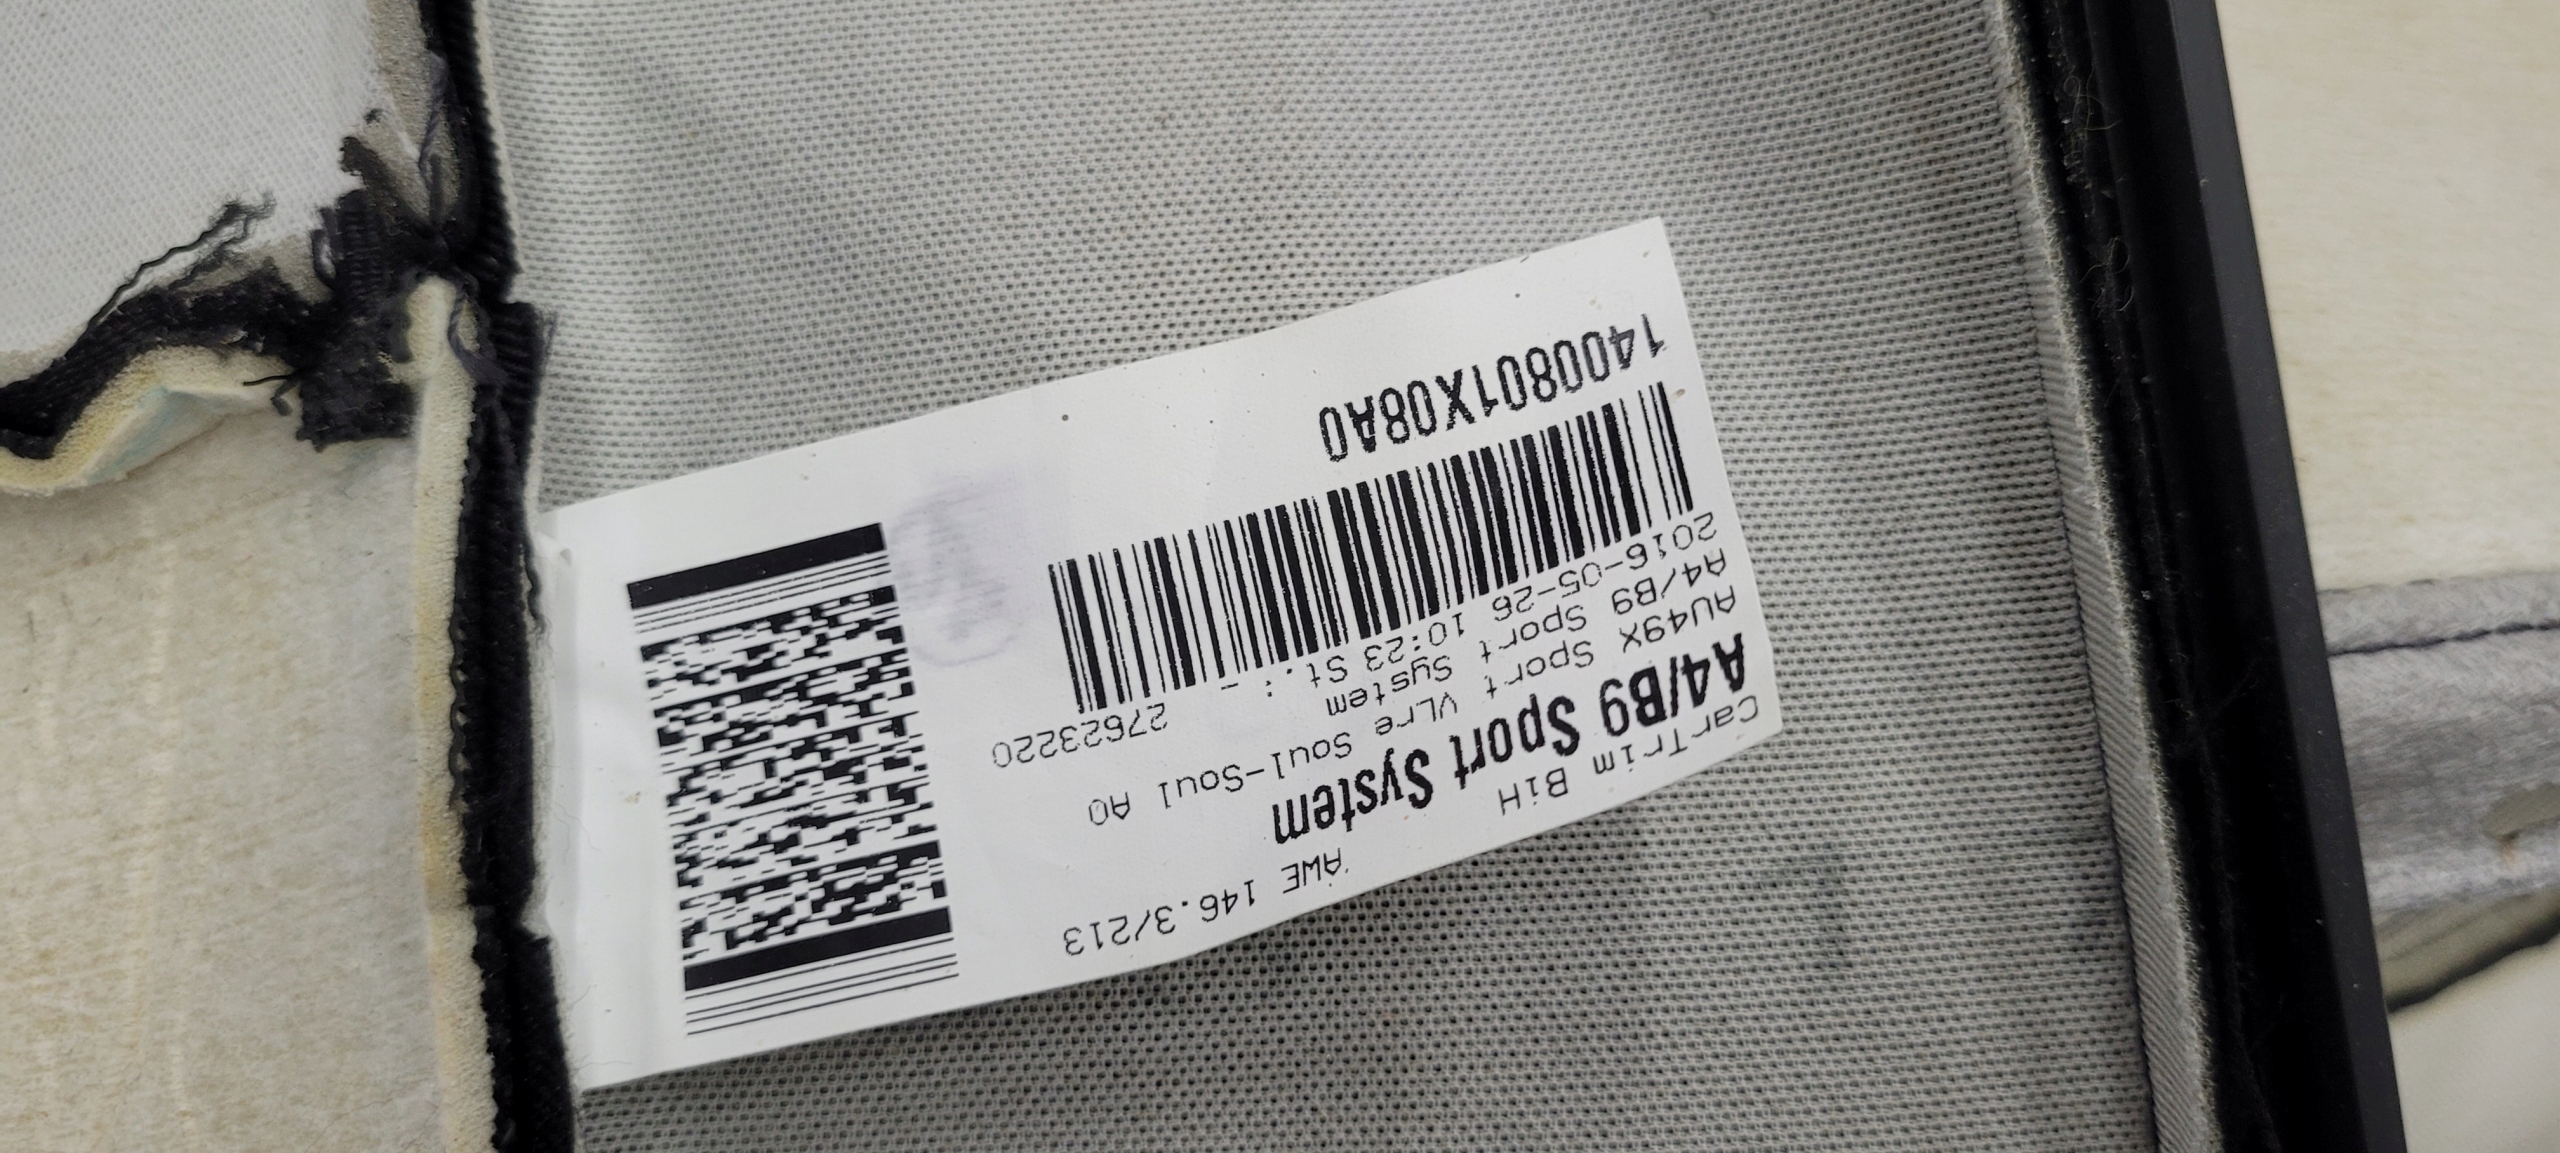 CarTrim BiH AWE 146.3/213
A4/B9 Sport System
AU49X Sport VLre Soul-Soul A0
A4/B9 Sport System
2016-05-26 10:23 St.: - 27623220
1400801X08A0